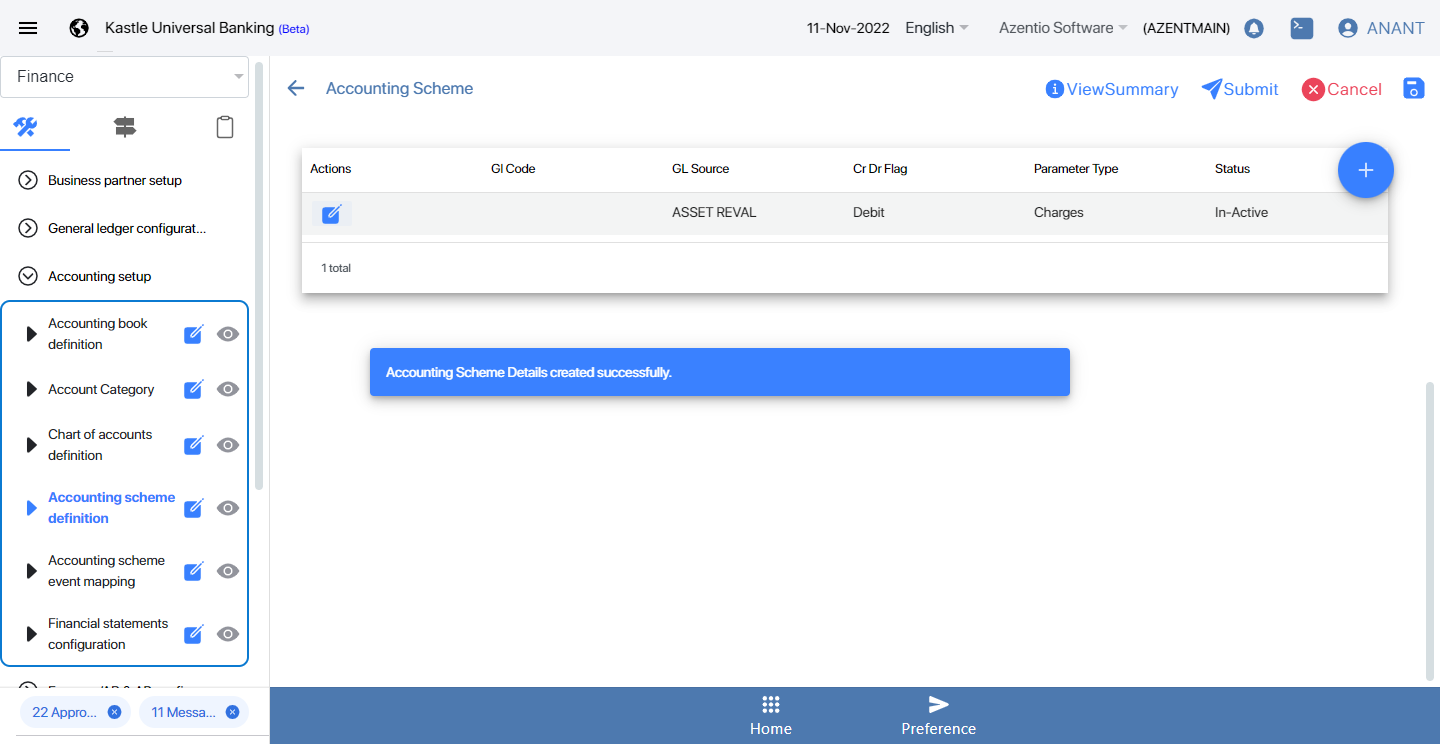 Kastle Universal Banking (Beta)
11-Nov-2022
English
Azentio Software
(AZENTMAIN)
ANANT
Finance
Business partner setup
General ledger configurat...
Accounting setup
Accounting book
definition
Account Category
Chart of accounts
definition
Accounting scheme
definition
Accounting scheme
event mapping
Financial statements
configuration
22 Appro...
11 Messa...
Accounting Scheme
ViewSummary
Submit
Cancel
Actions Gl Code GL Source Cr Dr Flag Parameter Type Status
ASSET REVAL Debit Charges In-Active
1 total
Accounting Scheme Details created successfully.
Home
Preference